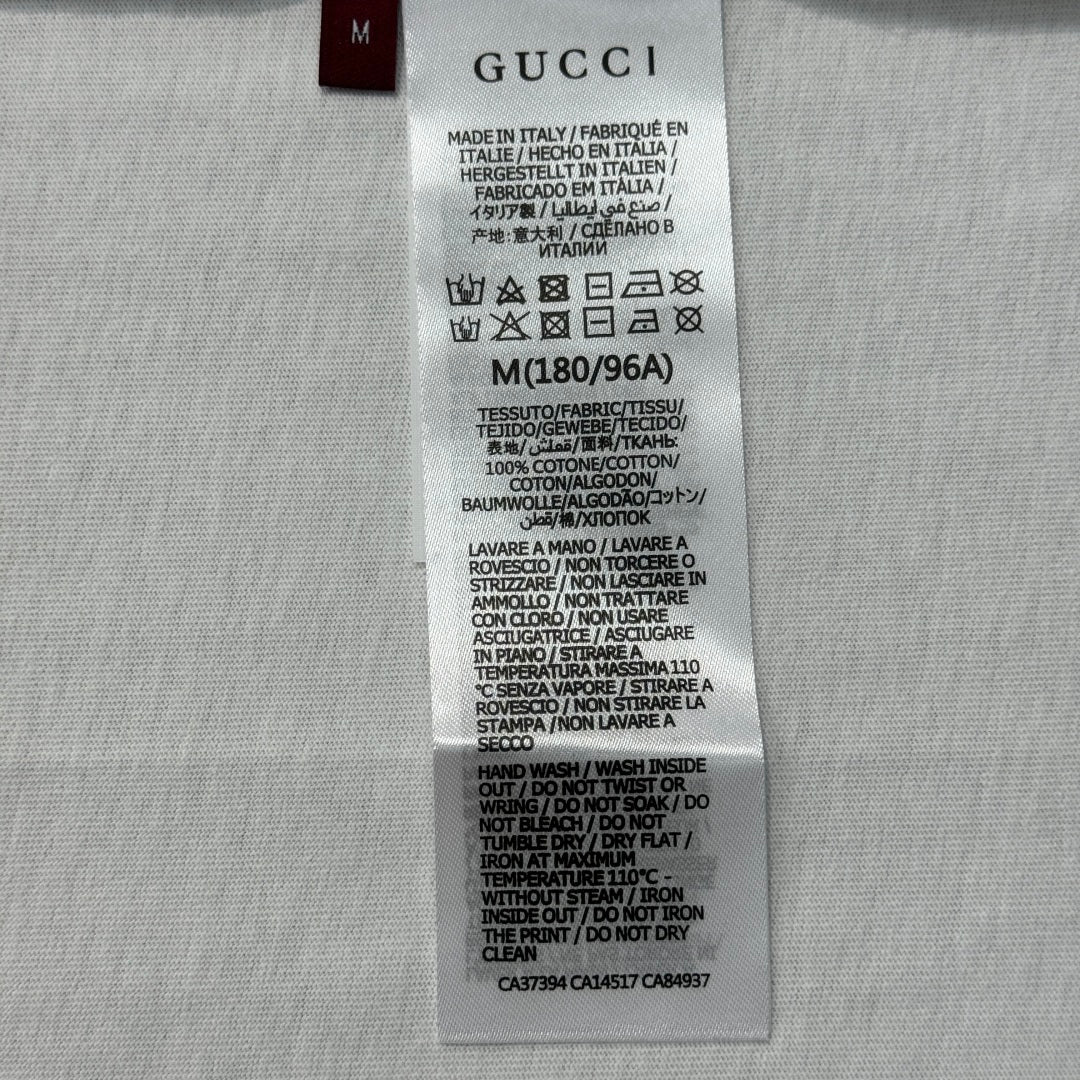 M
GUCCI
MADE IN ITALY / FABRIQUÉ EN
ITALIE / HECHO EN ITALIA /
HERGESTELLT IN ITALIEN /
FABRICADO EM ITÁLIA /
イタリア製 / صنع في ايطاليا /
产地:意大利 / СДЕЛАНО В
ИТАЛИИ
M(180/96A)
TESSUTO/FABRIC/TISSU/
TEJIDO/GEWEBE/TECIDO/
表地/قماش/面料/ТКАНЬ:
100% COTONE/COTTON/
COTON/ALGODON/
BAUMWOLLE/ALGODÃO/コットン/
قطن/棉/ХЛОПОК
LAVARE A MANO / LAVARE A
ROVESCIO / NON TORCERE O
STRIZZARE / NON LASCIARE IN
AMMOLLO / NON TRATTARE
CON CLORO / NON USARE
ASCIUGATRICE / ASCIUGARE
IN PIANO / STIRARE A
TEMPERATURA MASSIMA 110
℃ SENZA VAPORE / STIRARE A
ROVESCIO / NON STIRARE LA
STAMPA / NON LAVARE A
SECCO
HAND WASH / WASH INSIDE
OUT / DO NOT TWIST OR
WRING / DO NOT SOAK / DO
NOT BLEACH / DO NOT
TUMBLE DRY / DRY FLAT /
IRON AT MAXIMUM
TEMPERATURE 110℃ -
WITHOUT STEAM / IRON
INSIDE OUT / DO NOT IRON
THE PRINT / DO NOT DRY
CLEAN
CA37394 CA14517 CA84937